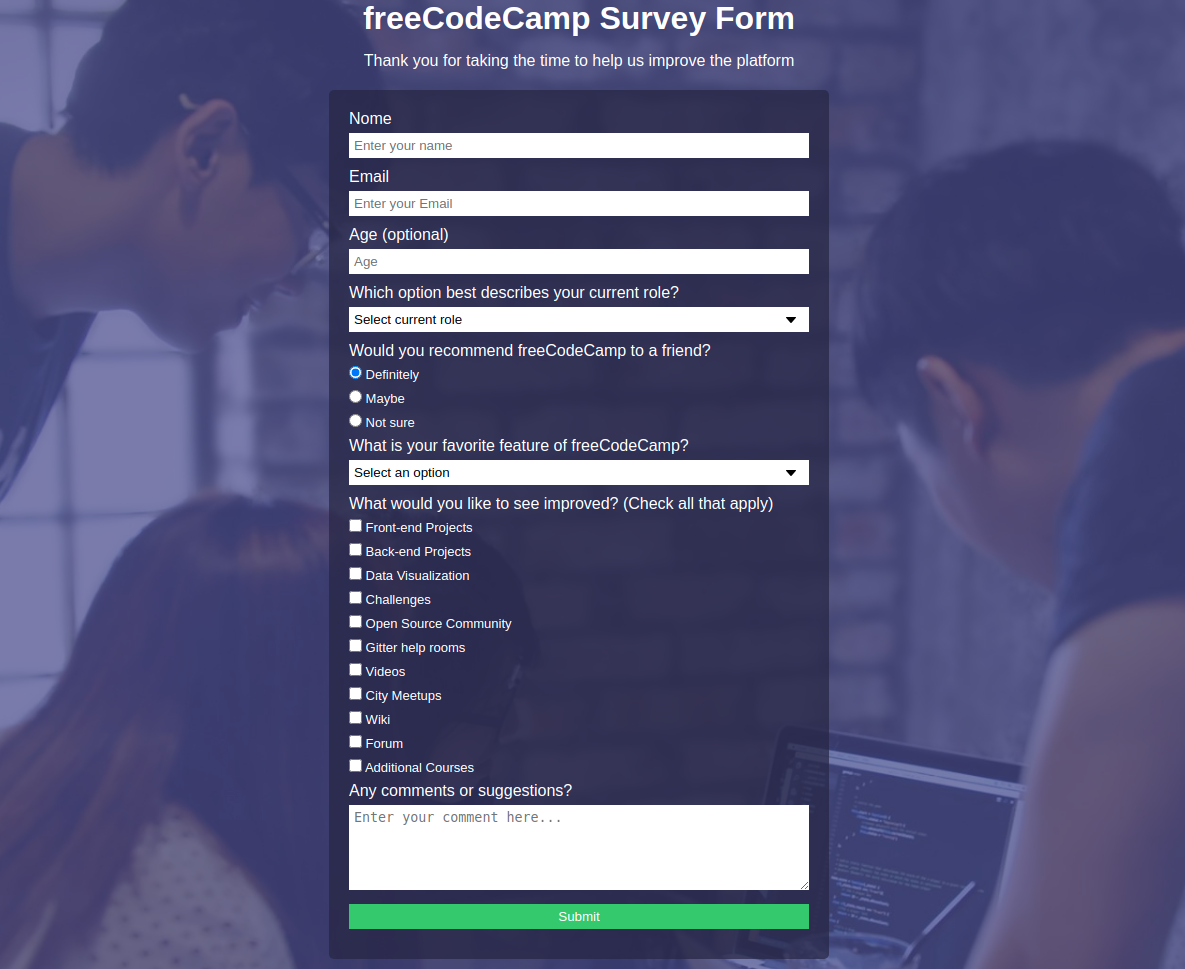 freeCodeCamp Survey Form
Thank you for taking the time to help us improve the platform
Nome
Enter your name
Email
Enter your Email
Age (optional)
Age
Which option best describes your current role?
Select current role
Would you recommend freeCodeCamp to a friend?
Definitely
Maybe
Not sure
What is your favorite feature of freeCodeCamp?
Select an option
What would you like to see improved? (Check all that apply)
Front-end Projects
Back-end Projects
Data Visualization
Challenges
Open Source Community
Gitter help rooms
Videos
City Meetups
Wiki
Forum
Additional Courses
Any comments or suggestions?
Enter your comment here...
Submit